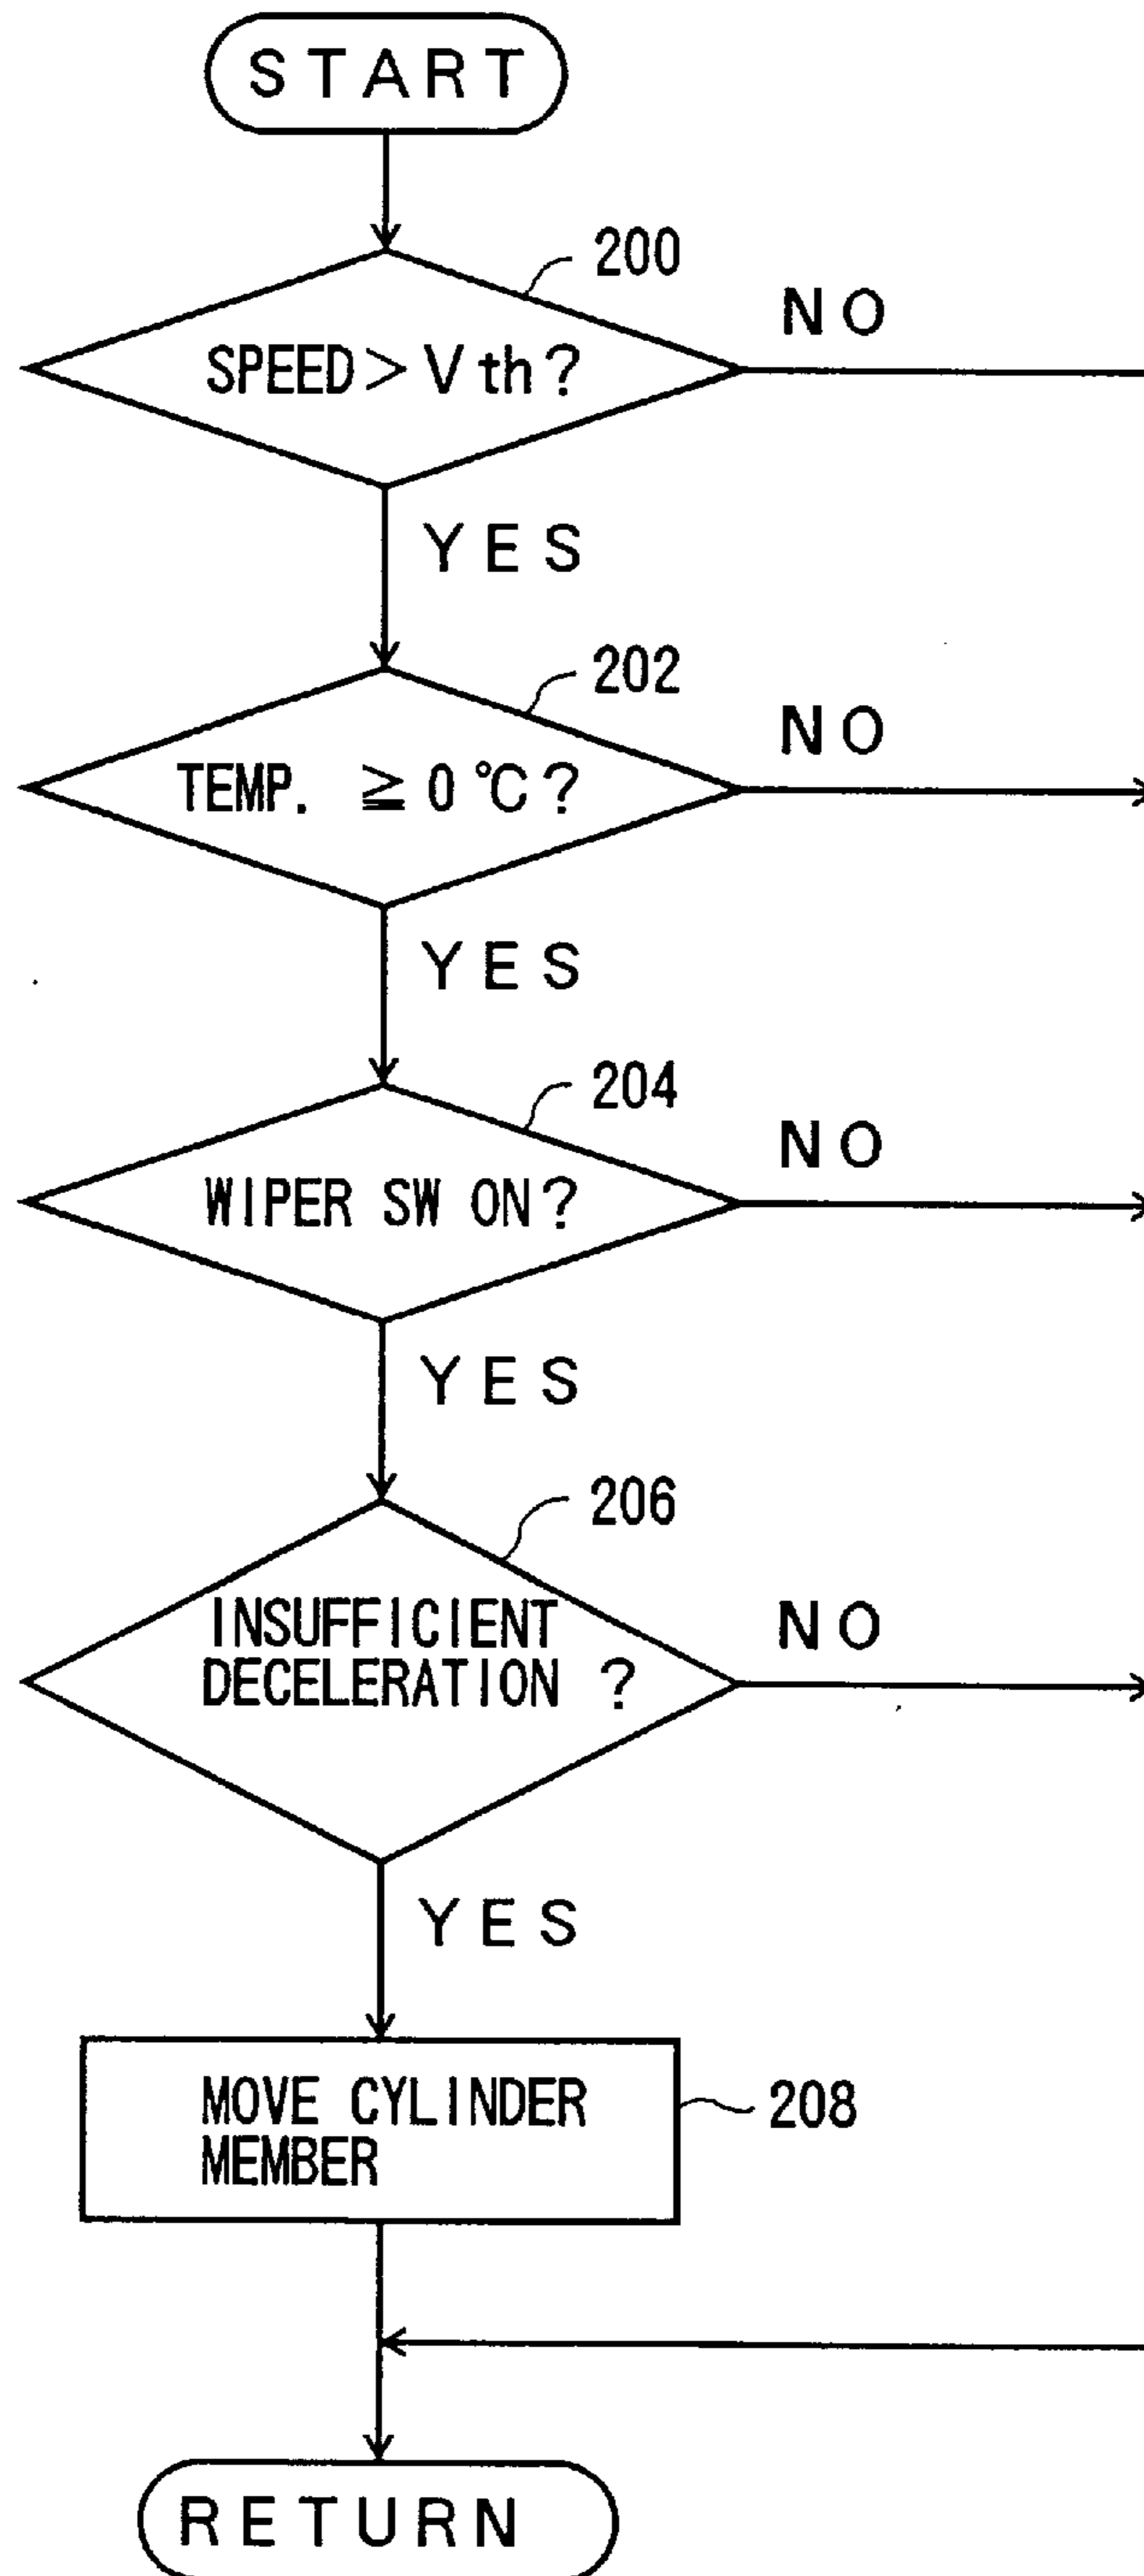 START
200
SPEED > Vth?
NO
YES
202
TEMP. ≧ 0 ℃?
NO
YES
204
WIPER SW ON?
NO
YES
206
INSUFFICIENT
DECELERATION ?
NO
YES
MOVE CYLINDER
MEMBER
208
RETURN